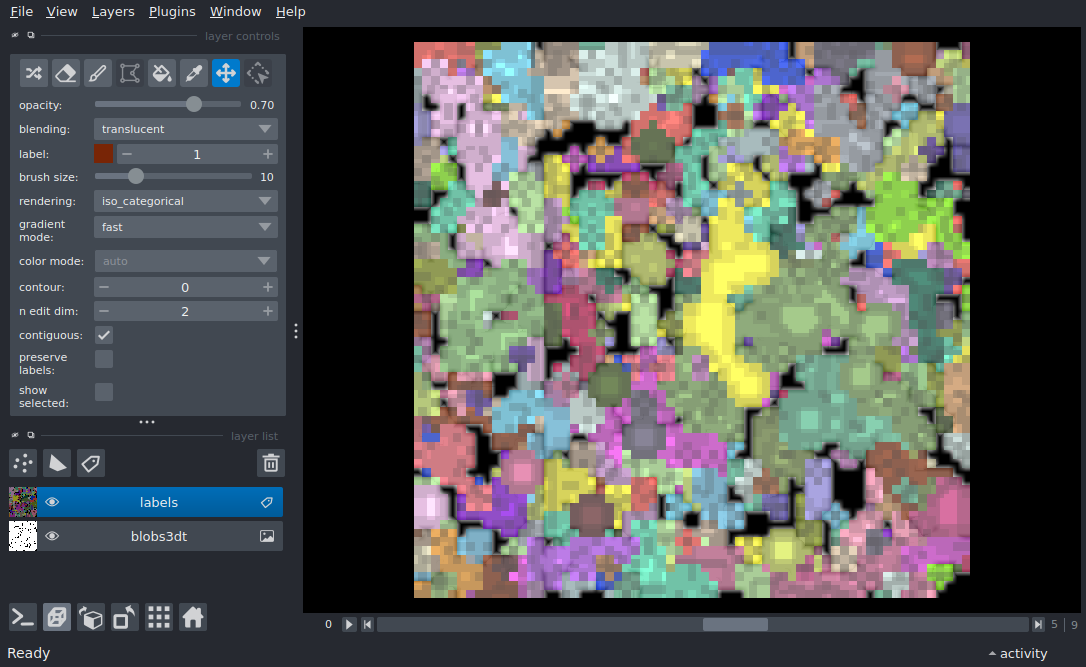 File View Layers Plugins Window Help
layer controls
opacity: 0.70
blending: translucent
label: 1
brush size: 10
rendering: iso_categorical
gradient
mode: fast
color mode: auto
contour: 0
n edit dim: 2
contiguous:
preserve
labels:
show
selected:
layer list
labels
blobs3dt
0 5 | 9
Ready activity